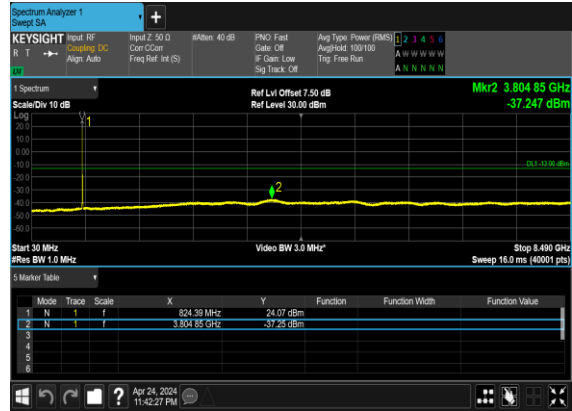 Spectrum Analyzer 1
Swept SA
+
KEYSIGHT Input: RF Input Z: 50 Ω #Atten: 40 dB PNO: Fast Avg Type: Power (RMS) 1 2 3 4 5 6
R T Coupling: DC Corr CCorr Gate: Off Avg|Hold: 100/100 A W W W W W
Align: Auto Freq Ref: Int (S) IF Gain: Low Trig: Free Run
Sig Track: Off A N N N N N
1 Spectrum Ref Lvl Offset 7.50 dB Mkr2 3.804 85 GHz
Scale/Div 10 dB Ref Level 30.00 dBm -37.247 dBm
Log
1
20.0
10.0
0.00
-10.0
DL1 -13.00 dBm
-20.0
-30.0
2
-40.0
-50.0
-60.0
Start 30 MHz Video BW 3.0 MHz* Stop 8.490 GHz
#Res BW 1.0 MHz Sweep 16.0 ms (40001 pts)
5 Marker Table
Mode Trace Scale X Y Function Function Width Function Value
1 N 1 f 824.39 MHz 24.07 dBm
2 N 1 f 3.804 85 GHz -37.25 dBm
3
4
5
6
? Apr 24, 2024
11:42:27 PM